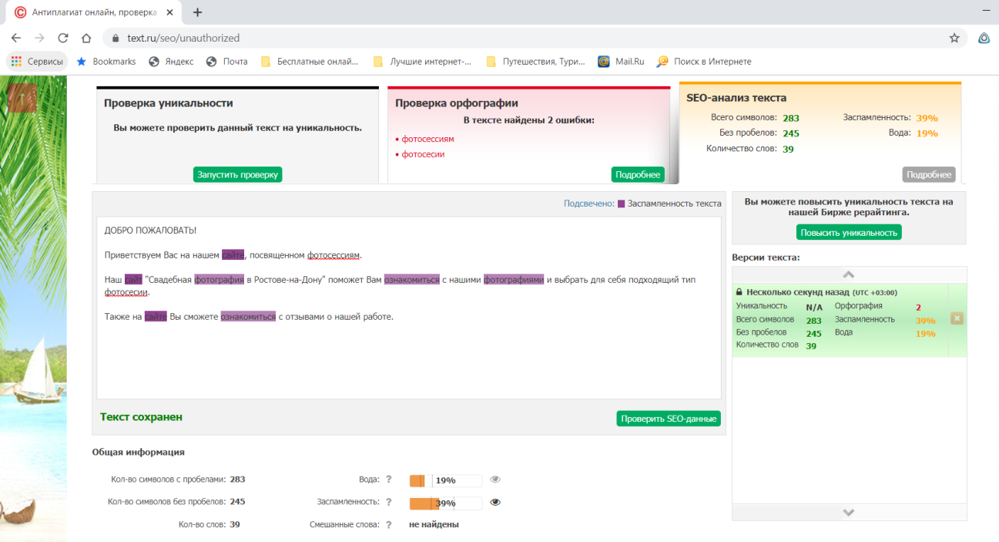 Антиплагиат онлайн, проверка
text.ru/seo/unauthorized
Сервисы Bookmarks Яндекс Почта Бесплатные онлай... Лучшие интернет-... Путешествия, Тури... Mail.Ru Поиск в Интернете
Проверка уникальности
Вы можете проверить данный текст на уникальность.
Запустить проверку
Проверка орфографии
В тексте найдены 2 ошибки:
• фотосессиям
• фотосесии
Подробнее
SEO-анализ текста
Всего символов: 283 Заспамленность: 39%
Без пробелов: 245 Вода: 19%
Количество слов: 39
Подробнее
Подсвечено: Заспамленность текста
ДОБРО ПОЖАЛОВАТЬ!
Приветствуем Вас на нашем сайте, посвященном фотосессиям.
Наш сайт "Свадебная фотография в Ростове-на-Дону" поможет Вам ознакомиться с нашими фотографиями и выбрать для себя подходящий тип
фотосесии.
Также на сайте Вы сможете ознакомиться с отзывами о нашей работе.
Текст сохранен
Проверить SEO-данные
Вы можете повысить уникальность текста на
нашей Бирже рерайтинга.
Повысить уникальность
Версии текста:
Несколько секунд назад (UTC +03:00)
Уникальность N/A Орфография 2
Всего символов 283 Заспамленность 39%
Без пробелов 245 Вода 19%
Количество слов 39
Общая информация
Кол-во символов с пробелами: 283 Вода: ? 19%
Кол-во символов без пробелов: 245 Заспамленность: ? 39%
Кол-во слов: 39 Смешанные слова: ? не найдены